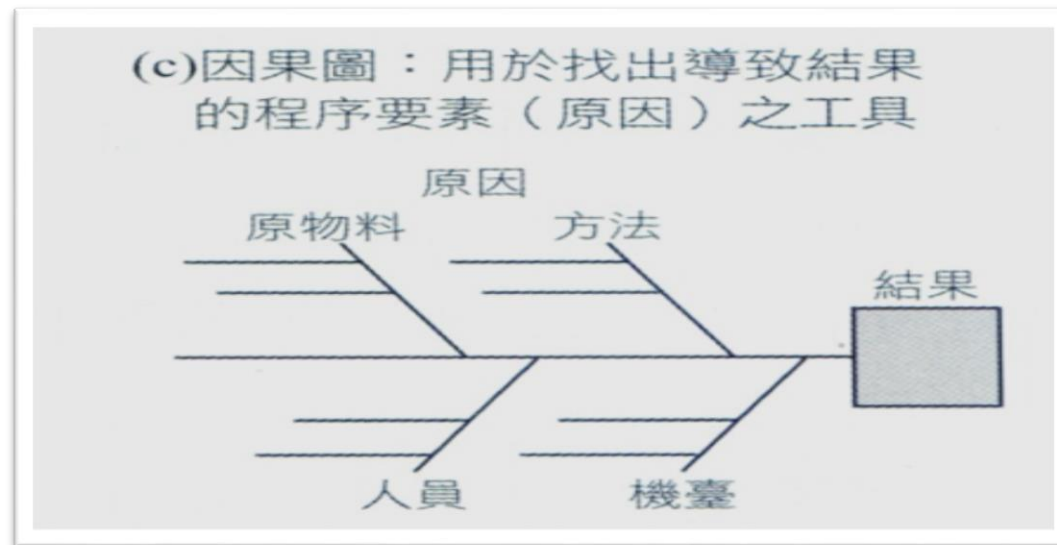 (c)因果圖：用於找出導致結果
的程序要素（原因）之工具
原因
原物料
方法
結果
人員
機臺